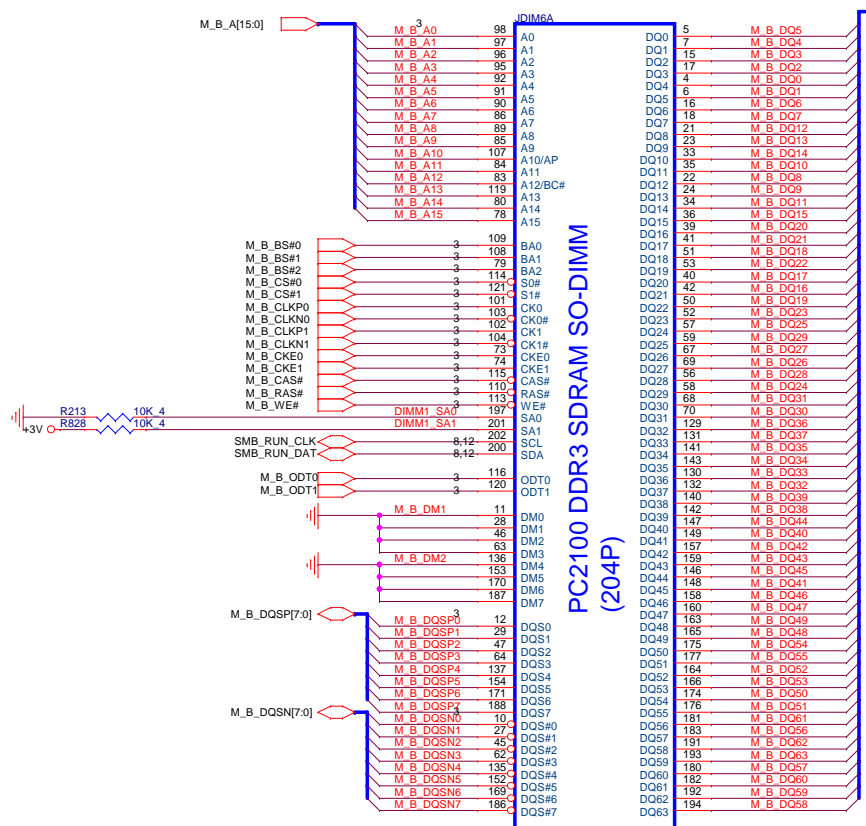 JDIM6A
M_B_A[15:0] 3
M_B_A0 98 A0
M_B_A1 97 A1
M_B_A2 96 A2
M_B_A3 95 A3
M_B_A4 92 A4
M_B_A5 91 A5
M_B_A6 90 A6
M_B_A7 86 A7
M_B_A8 89 A8
M_B_A9 85 A9
M_B_A10 107 A10/AP
M_B_A11 84 A11
M_B_A12 83 A12/BC#
M_B_A13 119 A13
M_B_A14 80 A14
M_B_A15 78 A15
M_B_BS#0 3 109 BA0
M_B_BS#1 3 108 BA1
M_B_BS#2 3 79 BA2
M_B_CS#0 3 114 S0#
M_B_CS#1 3 121 S1#
M_B_CLKP0 3 101 CK0
M_B_CLKN0 3 103 CK0#
M_B_CLKP1 3 102 CK1
M_B_CLKN1 3 104 CK1#
M_B_CKE0 3 73 CKE0
M_B_CKE1 3 74 CKE1
M_B_CAS# 3 115 CAS#
M_B_RAS# 3 110 RAS#
M_B_WE# 3 113 WE#
R213 10K_4 DIMM1_SA0 197 SA0
+3V R828 10K_4 DIMM1_SA1 201 SA1
SMB_RUN_CLK 8,12 202 SCL
SMB_RUN_DAT 8,12 200 SDA
M_B_ODT0 3 116 ODT0
M_B_ODT1 3 120 ODT1
M_B_DM1 11 DM0
28 DM1
46 DM2
63 DM3
M_B_DM2 136 DM4
153 DM5
170 DM6
187 DM7
M_B_DQSP[7:0] 3
M_B_DQSP0 12 DQS0
M_B_DQSP1 29 DQS1
M_B_DQSP2 47 DQS2
M_B_DQSP3 64 DQS3
M_B_DQSP4 137 DQS4
M_B_DQSP5 154 DQS5
M_B_DQSP6 171 DQS6
M_B_DQSP7 188 DQS7
M_B_DQSN[7:0] 3
M_B_DQSN0 10 DQS#0
M_B_DQSN1 27 DQS#1
M_B_DQSN2 45 DQS#2
M_B_DQSN3 62 DQS#3
M_B_DQSN4 135 DQS#4
M_B_DQSN5 152 DQS#5
M_B_DQSN6 169 DQS#6
M_B_DQSN7 186 DQS#7
PC2100 DDR3 SDRAM SO-DIMM
(204P)
DQ0 5 M_B_DQ5
DQ1 7 M_B_DQ4
DQ2 15 M_B_DQ3
DQ3 17 M_B_DQ2
DQ4 4 M_B_DQ0
DQ5 6 M_B_DQ1
DQ6 16 M_B_DQ6
DQ7 18 M_B_DQ7
DQ8 21 M_B_DQ12
DQ9 23 M_B_DQ13
DQ10 33 M_B_DQ14
DQ11 35 M_B_DQ10
DQ12 22 M_B_DQ8
DQ13 24 M_B_DQ9
DQ14 34 M_B_DQ11
DQ15 36 M_B_DQ15
DQ16 39 M_B_DQ20
DQ17 41 M_B_DQ21
DQ18 51 M_B_DQ18
DQ19 53 M_B_DQ22
DQ20 40 M_B_DQ17
DQ21 42 M_B_DQ16
DQ22 50 M_B_DQ19
DQ23 52 M_B_DQ23
DQ24 57 M_B_DQ25
DQ25 59 M_B_DQ29
DQ26 67 M_B_DQ27
DQ27 69 M_B_DQ26
DQ28 56 M_B_DQ28
DQ29 58 M_B_DQ24
DQ30 68 M_B_DQ31
DQ31 70 M_B_DQ30
DQ32 129 M_B_DQ36
DQ33 131 M_B_DQ37
DQ34 141 M_B_DQ35
DQ35 143 M_B_DQ34
DQ36 130 M_B_DQ33
DQ37 132 M_B_DQ32
DQ38 140 M_B_DQ39
DQ39 142 M_B_DQ38
DQ40 147 M_B_DQ44
DQ41 149 M_B_DQ40
DQ42 157 M_B_DQ42
DQ43 159 M_B_DQ43
DQ44 146 M_B_DQ45
DQ45 148 M_B_DQ41
DQ46 158 M_B_DQ46
DQ47 160 M_B_DQ47
DQ48 163 M_B_DQ49
DQ49 165 M_B_DQ48
DQ50 175 M_B_DQ54
DQ51 177 M_B_DQ55
DQ52 164 M_B_DQ52
DQ53 166 M_B_DQ53
DQ54 174 M_B_DQ50
DQ55 176 M_B_DQ51
DQ56 181 M_B_DQ61
DQ57 183 M_B_DQ56
DQ58 191 M_B_DQ62
DQ59 193 M_B_DQ63
DQ60 180 M_B_DQ57
DQ61 182 M_B_DQ60
DQ62 192 M_B_DQ59
DQ63 194 M_B_DQ58